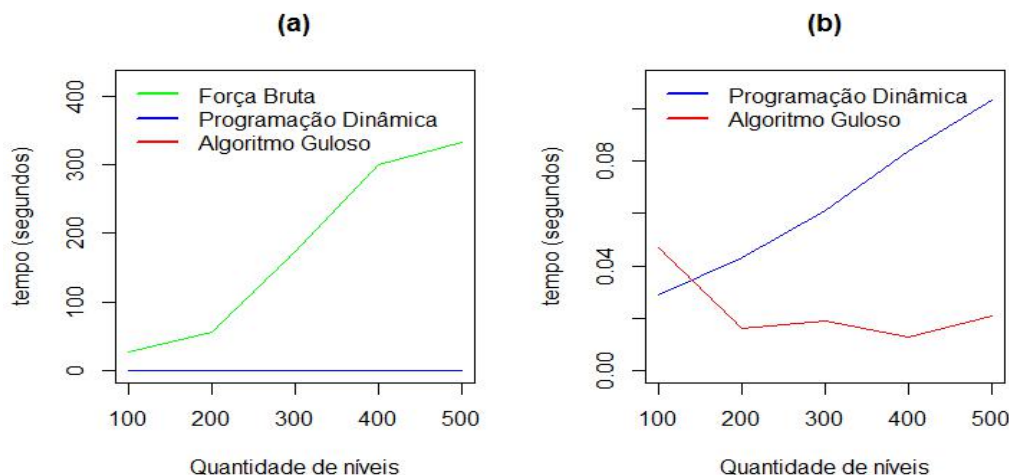 (a)
tempo (segundos)
400
300
200
100
0
Força Bruta
Programação Dinâmica
Algoritmo Guloso
100 200 300 400 500
Quantidade de níveis
(b)
tempo (segundos)
0.08
0.04
0.00
Programação Dinâmica
Algoritmo Guloso
100 200 300 400 500
Quantidade de níveis